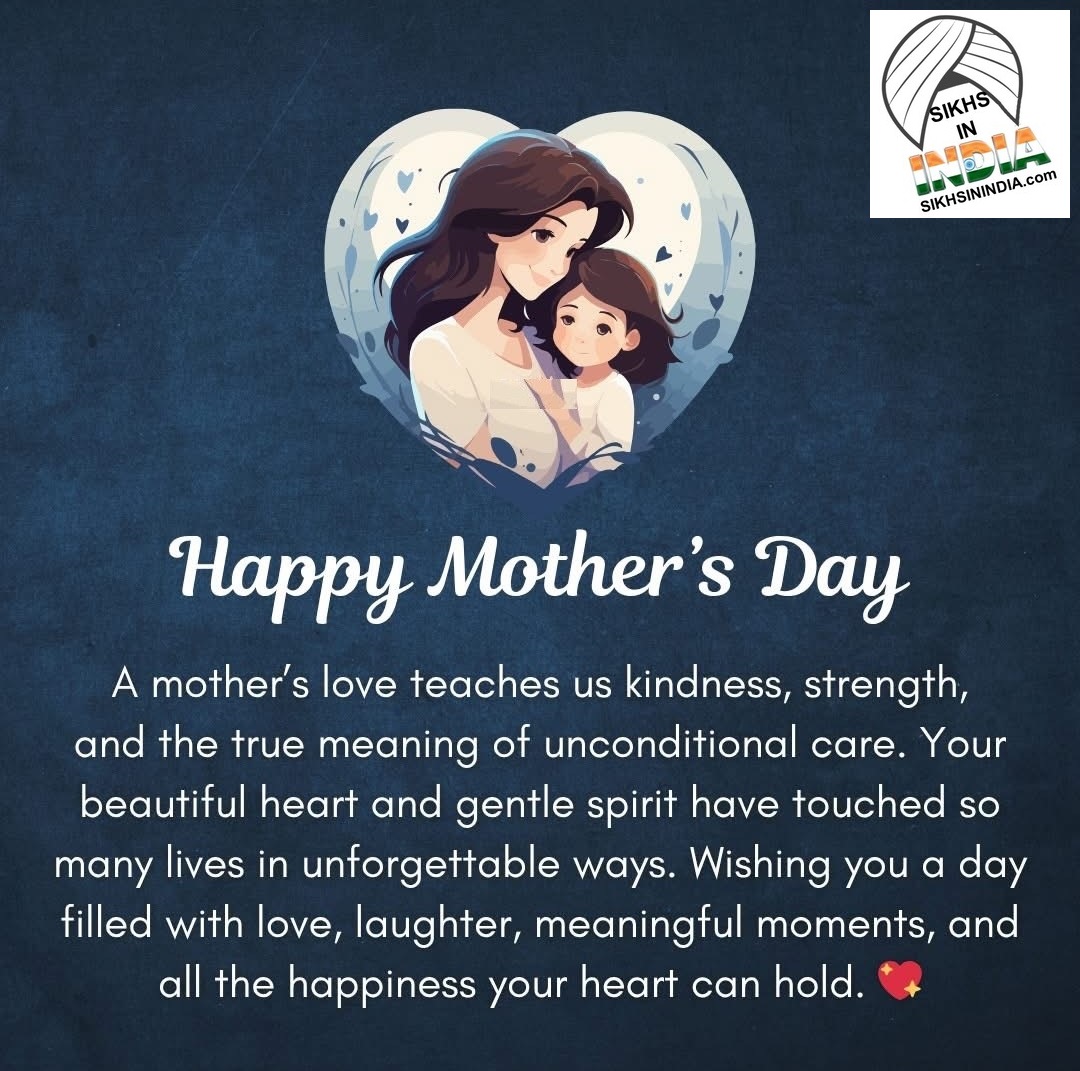 SIKHS
IN
INDIA
SIKHSININDIA.com
Happy Mother’s Day
A mother’s love teaches us kindness, strength,
and the true meaning of unconditional care. Your
beautiful heart and gentle spirit have touched so
many lives in unforgettable ways. Wishing you a day
filled with love, laughter, meaningful moments, and
all the happiness your heart can hold. 💖